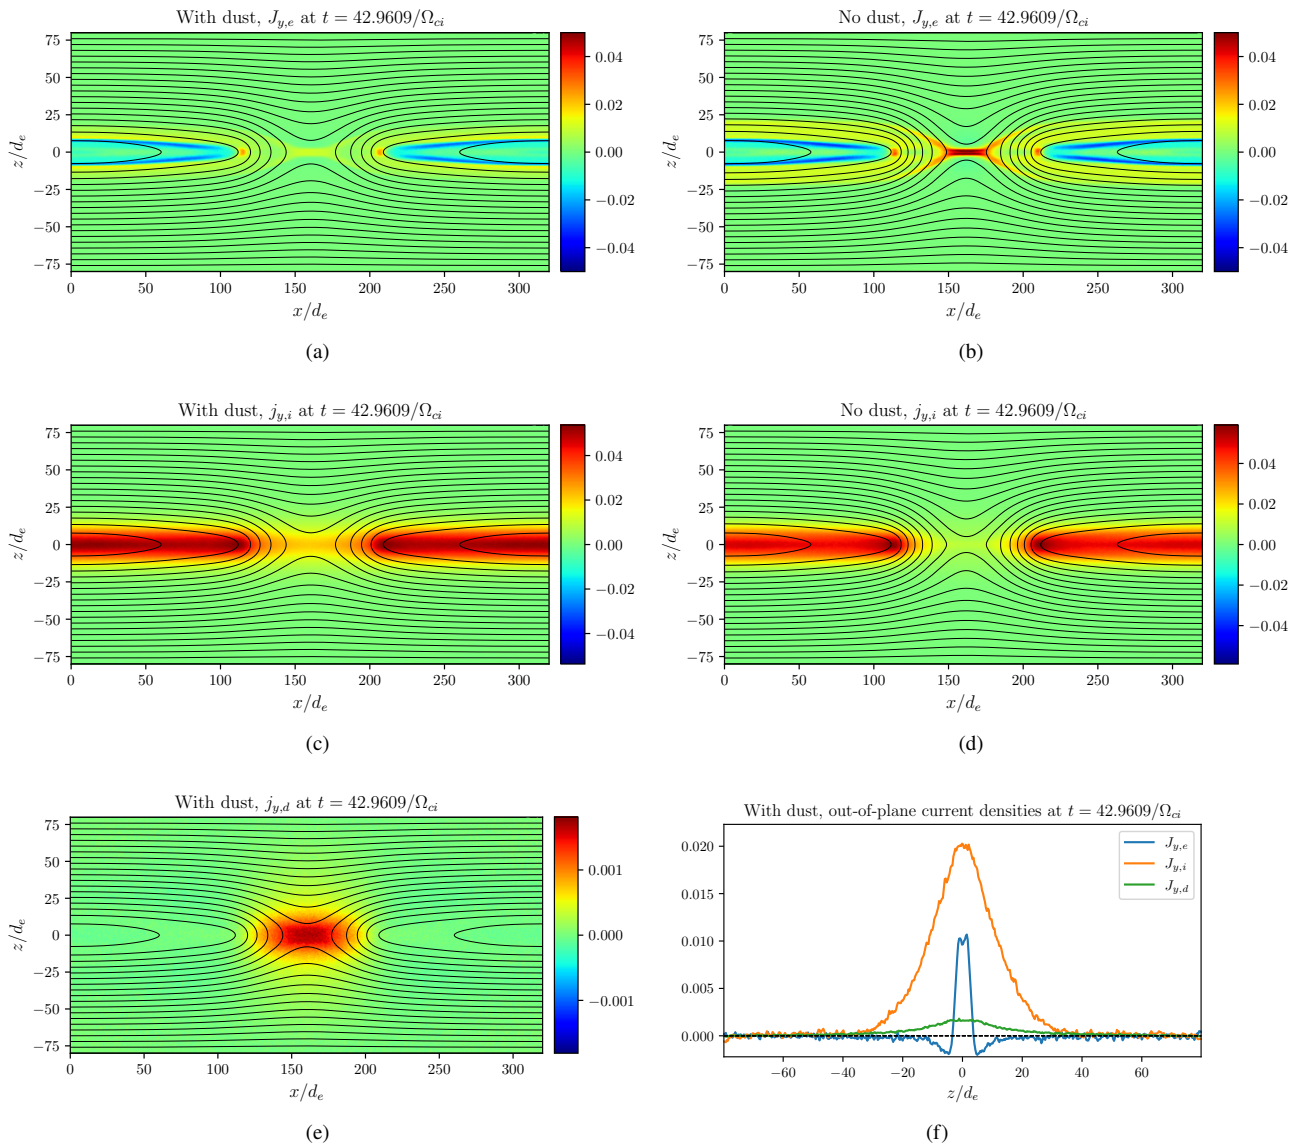 With dust, J_{y,e} at t = 42.9609/Ω_{ci}
75
50
25
0
−25
−50
−75
z/d_e
0 50 100 150 200 250 300
x/d_e
0.04
0.02
0.00
−0.02
−0.04
(a)
No dust, J_{y,e} at t = 42.9609/Ω_{ci}
75
50
25
0
−25
−50
−75
z/d_e
0 50 100 150 200 250 300
x/d_e
0.04
0.02
0.00
−0.02
−0.04
(b)
With dust, j_{y,i} at t = 42.9609/Ω_{ci}
75
50
25
0
−25
−50
−75
z/d_e
0 50 100 150 200 250 300
x/d_e
0.04
0.02
0.00
−0.02
−0.04
(c)
No dust, j_{y,i} at t = 42.9609/Ω_{ci}
75
50
25
0
−25
−50
−75
z/d_e
0 50 100 150 200 250 300
x/d_e
0.04
0.02
0.00
−0.02
−0.04
(d)
With dust, j_{y,d} at t = 42.9609/Ω_{ci}
75
50
25
0
−25
−50
−75
z/d_e
0 50 100 150 200 250 300
x/d_e
0.001
0.000
−0.001
(e)
With dust, out-of-plane current densities at t = 42.9609/Ω_{ci}
0.020
0.015
0.010
0.005
0.000
J_{y,e}
J_{y,i}
J_{y,d}
−60 −40 −20 0 20 40 60
z/d_e
(f)